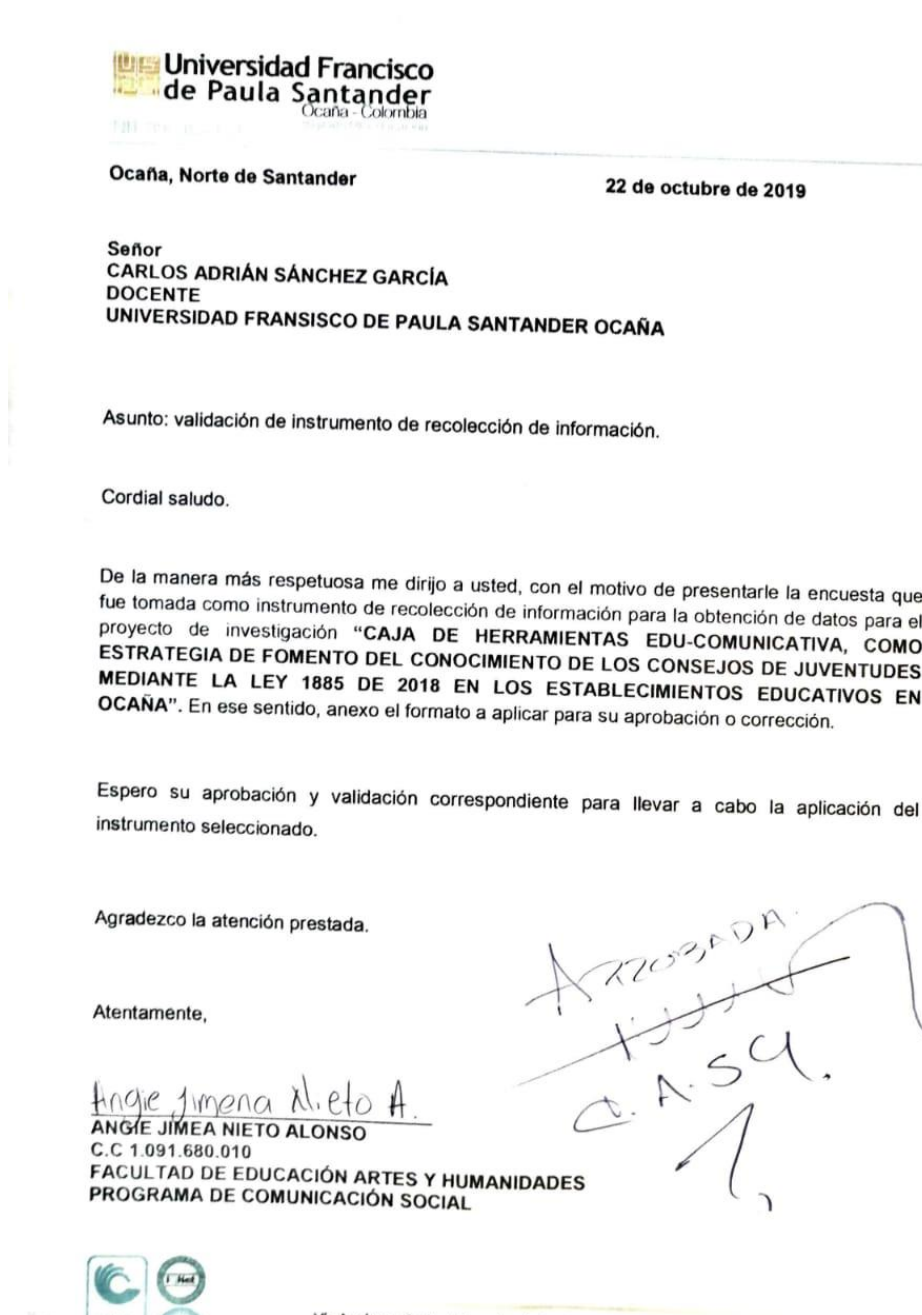 Universidad Francisco
de Paula Santander
Ocaña - Colombia
Ocaña, Norte de Santander 22 de octubre de 2019
Señor
CARLOS ADRIÁN SÁNCHEZ GARCÍA
DOCENTE
UNIVERSIDAD FRANSISCO DE PAULA SANTANDER OCAÑA
Asunto: validación de instrumento de recolección de información.
Cordial saludo.
De la manera más respetuosa me dirijo a usted, con el motivo de presentarle la encuesta que
fue tomada como instrumento de recolección de información para la obtención de datos para el
proyecto de investigación “CAJA DE HERRAMIENTAS EDU-COMUNICATIVA, COMO
ESTRATEGIA DE FOMENTO DEL CONOCIMIENTO DE LOS CONSEJOS DE JUVENTUDES
MEDIANTE LA LEY 1885 DE 2018 EN LOS ESTABLECIMIENTOS EDUCATIVOS EN
OCAÑA”. En ese sentido, anexo el formato a aplicar para su aprobación o corrección.
Espero su aprobación y validación correspondiente para llevar a cabo la aplicación del
instrumento seleccionado.
Agradezco la atención prestada.
APROBADA.
Atentamente,
C.A.SG.
Angie Jimena Nieto A.
ANGIE JIMEA NIETO ALONSO
C.C 1.091.680.010
FACULTAD DE EDUCACIÓN ARTES Y HUMANIDADES
PROGRAMA DE COMUNICACIÓN SOCIAL